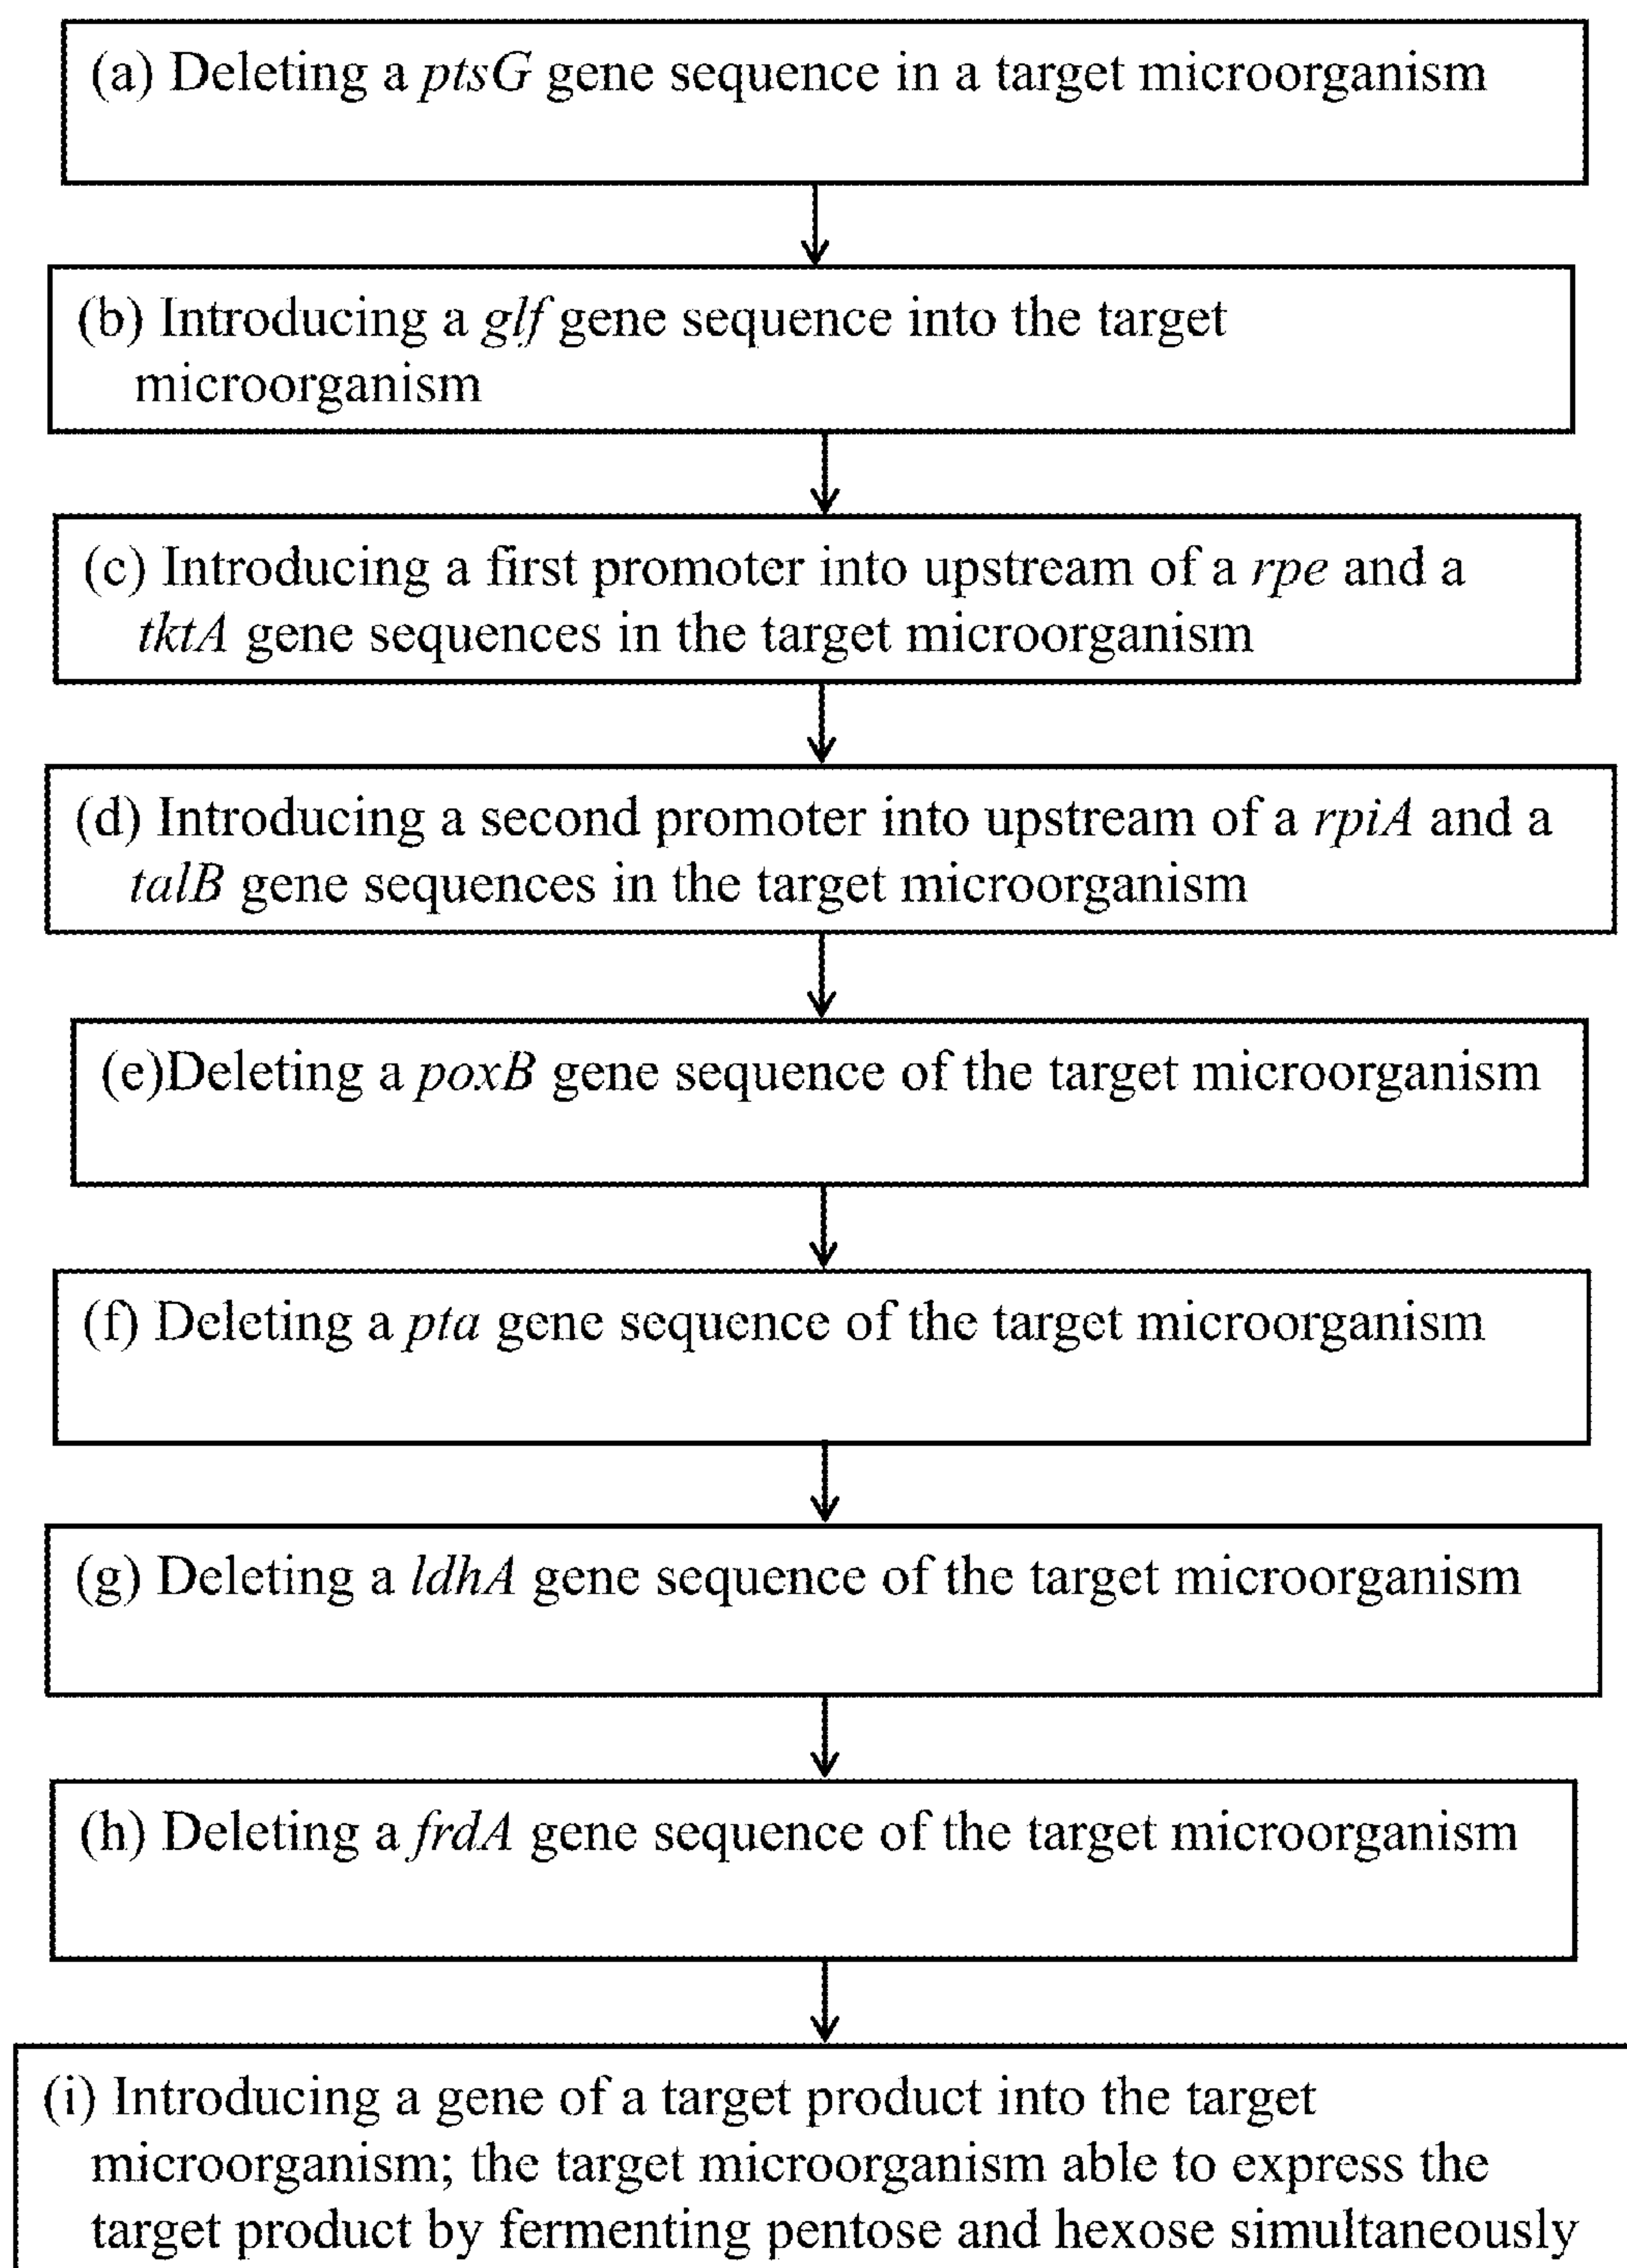 (a) Deleting a ptsG gene sequence in a target microorganism
(b) Introducing a glf gene sequence into the target
microorganism
(c) Introducing a first promoter into upstream of a rpe and a
tktA gene sequences in the target microorganism
(d) Introducing a second promoter into upstream of a rpiA and a
talB gene sequences in the target microorganism
(e)Deleting a poxB gene sequence of the target microorganism
(f) Deleting a pta gene sequence of the target microorganism
(g) Deleting a ldhA gene sequence of the target microorganism
(h) Deleting a frdA gene sequence of the target microorganism
(i) Introducing a gene of a target product into the target
microorganism; the target microorganism able to express the
target product by fermenting pentose and hexose simultaneously